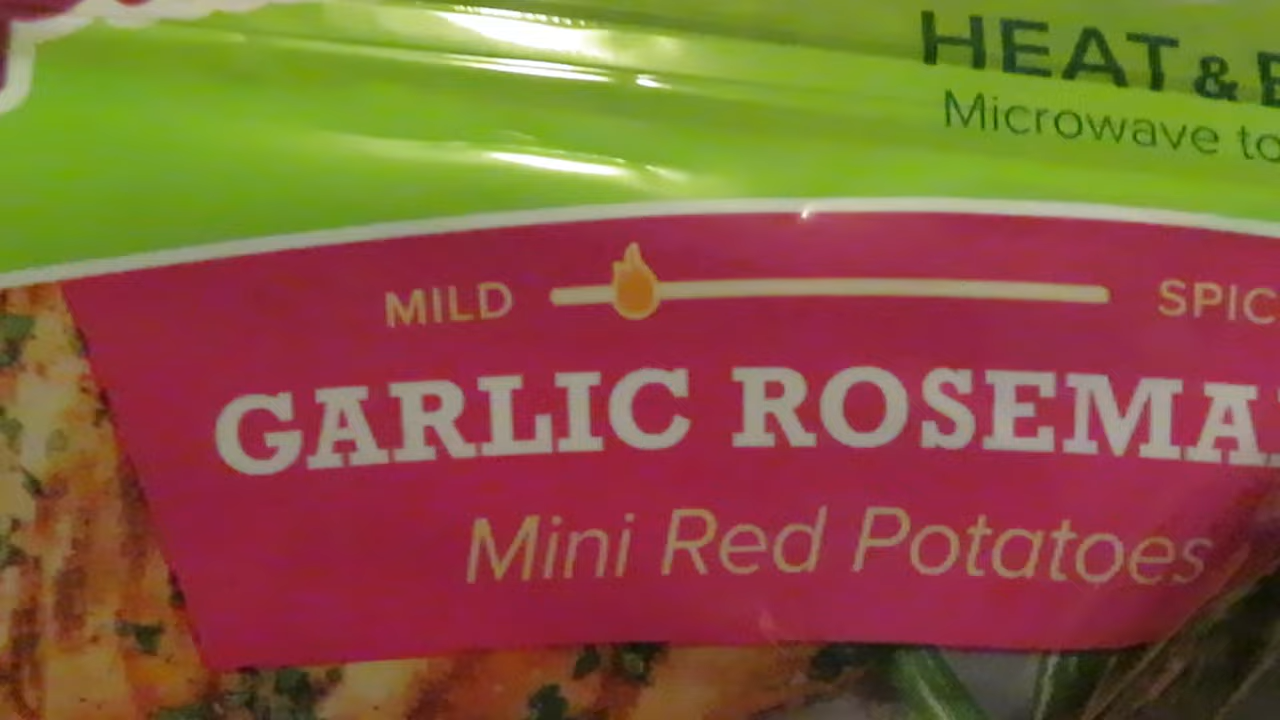 HEAT &
Microwave to
MILD SPIC
GARLIC ROSEMA
Mini Red Potatoes